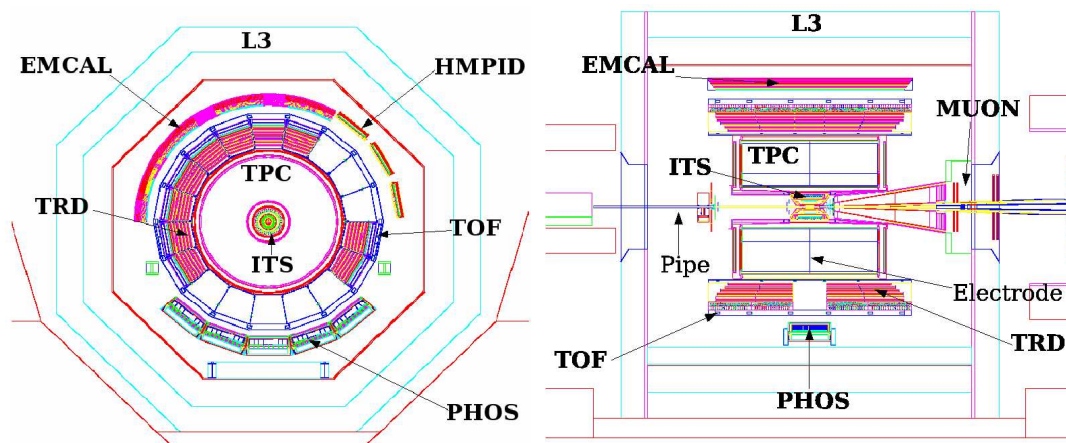 L3
EMCAL
HMPID
TPC
TRD
TOF
ITS
PHOS
L3
EMCAL
MUON
TPC
ITS
Pipe
Electrode
TOF
TRD
PHOS